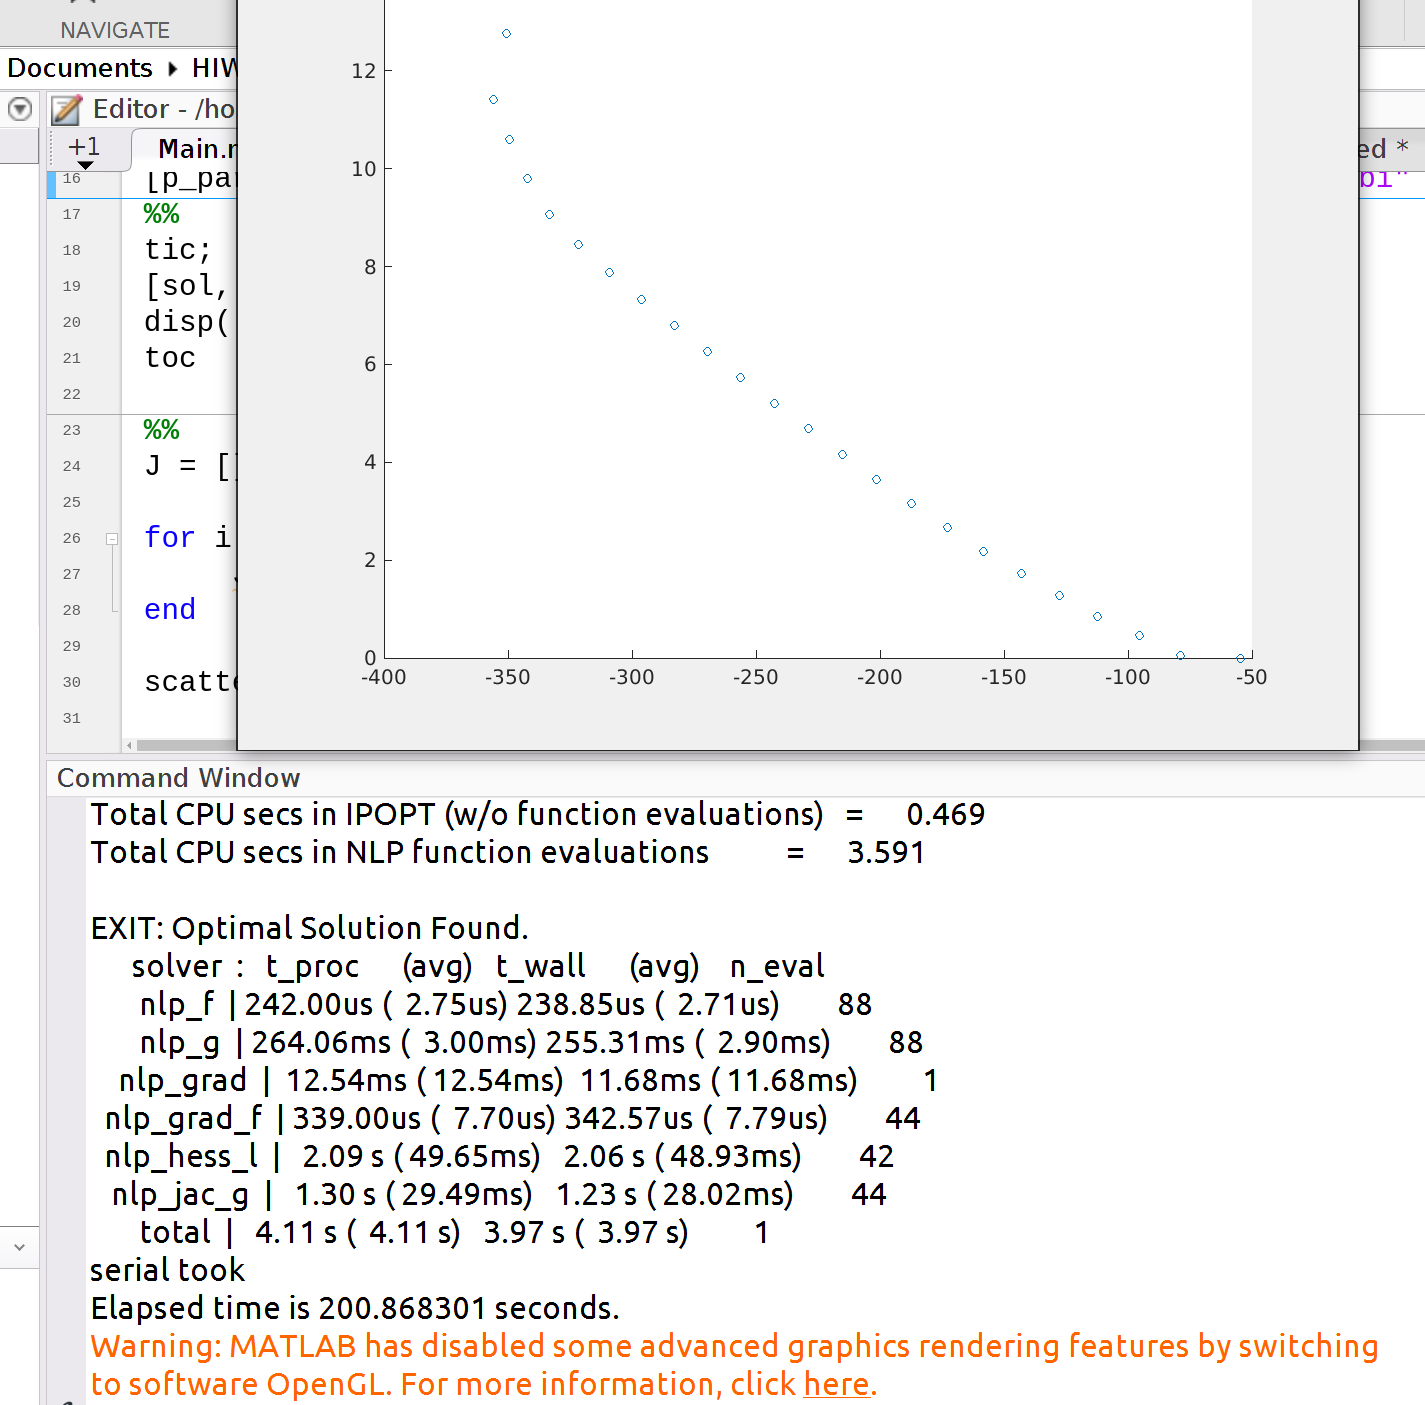 NAVIGATE
Documents ▸ HIW
Editor - /ho
+1
Main.
ed *
16 [p_pa
17 %%
18 tic;
19 [sol,
20 disp(
21 toc
22
23 %%
24 J = []
25
26 for i
27
28 end
29
30 scatte
31
12
10
8
6
4
2
0
-400 -350 -300 -250 -200 -150 -100 -50
Command Window
Total CPU secs in IPOPT (w/o function evaluations) = 0.469
Total CPU secs in NLP function evaluations = 3.591
EXIT: Optimal Solution Found.
solver : t_proc (avg) t_wall (avg) n_eval
nlp_f | 242.00us ( 2.75us) 238.85us ( 2.71us) 88
nlp_g | 264.06ms ( 3.00ms) 255.31ms ( 2.90ms) 88
nlp_grad | 12.54ms ( 12.54ms) 11.68ms ( 11.68ms) 1
nlp_grad_f | 339.00us ( 7.70us) 342.57us ( 7.79us) 44
nlp_hess_l | 2.09 s ( 49.65ms) 2.06 s ( 48.93ms) 42
nlp_jac_g | 1.30 s ( 29.49ms) 1.23 s ( 28.02ms) 44
total | 4.11 s ( 4.11 s) 3.97 s ( 3.97 s) 1
serial took
Elapsed time is 200.868301 seconds.
Warning: MATLAB has disabled some advanced graphics rendering features by switching
to software OpenGL. For more information, click here.